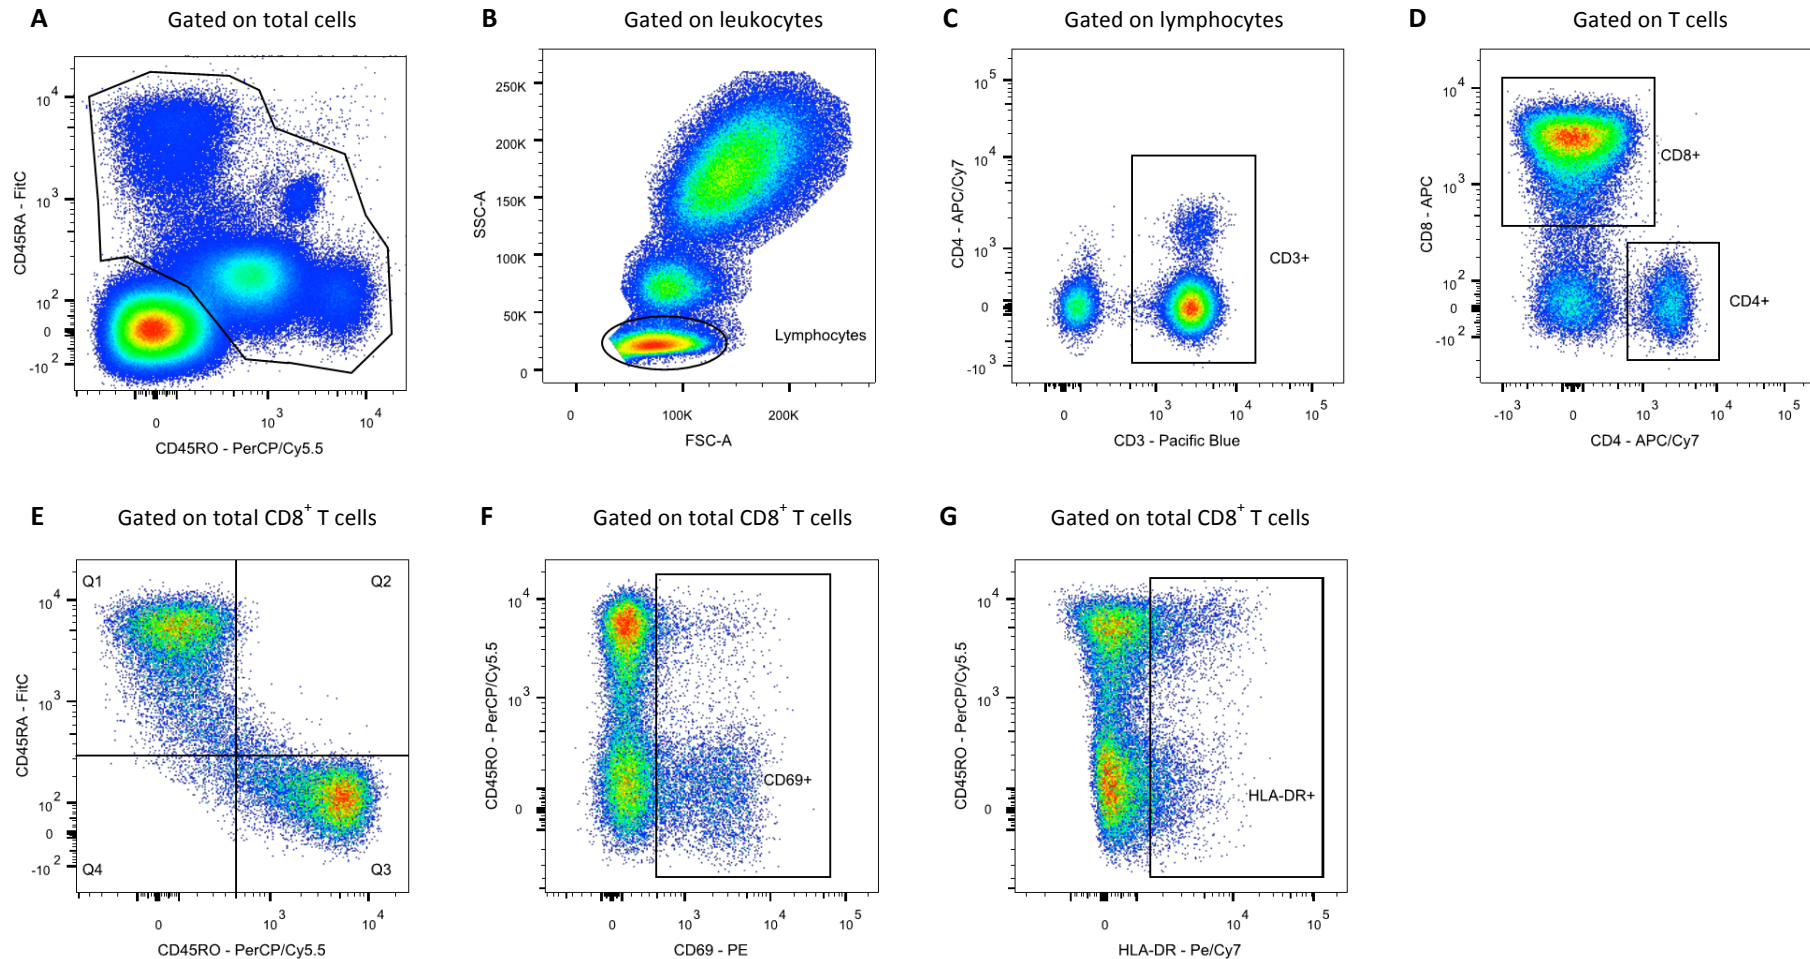 A Gated on total cells
CD45RA - FitC
10^4
10^3
10^2
0
-10^2
0 10^3 10^4
CD45RO - PerCP/Cy5.5
B Gated on leukocytes
SSC-A
250K
200K
150K
100K
50K
0
Lymphocytes
0 100K 200K
FSC-A
C Gated on lymphocytes
CD4 - APC/Cy7
10^5
10^4
10^3
0
-10^3
CD3+
0 10^3 10^4 10^5
CD3 - Pacific Blue
D Gated on T cells
CD8 - APC
10^4
10^3
10^2
0
-10^2
CD8+
CD4+
-10^3 0 10^3 10^4 10^5
CD4 - APC/Cy7
E Gated on total CD8^+ T cells
CD45RA - FitC
Q1 Q2
10^4
10^3
10^2
0
-10^2
Q4 Q3
0 10^3 10^4
CD45RO - PerCP/Cy5.5
F Gated on total CD8^+ T cells
CD45RO - PerCP/Cy5.5
10^4
10^3
0
CD69+
0 10^3 10^4 10^5
CD69 - PE
G Gated on total CD8^+ T cells
CD45RO - PerCP/Cy5.5
10^4
10^3
0
HLA-DR+
0 10^4 10^5
HLA-DR - Pe/Cy7